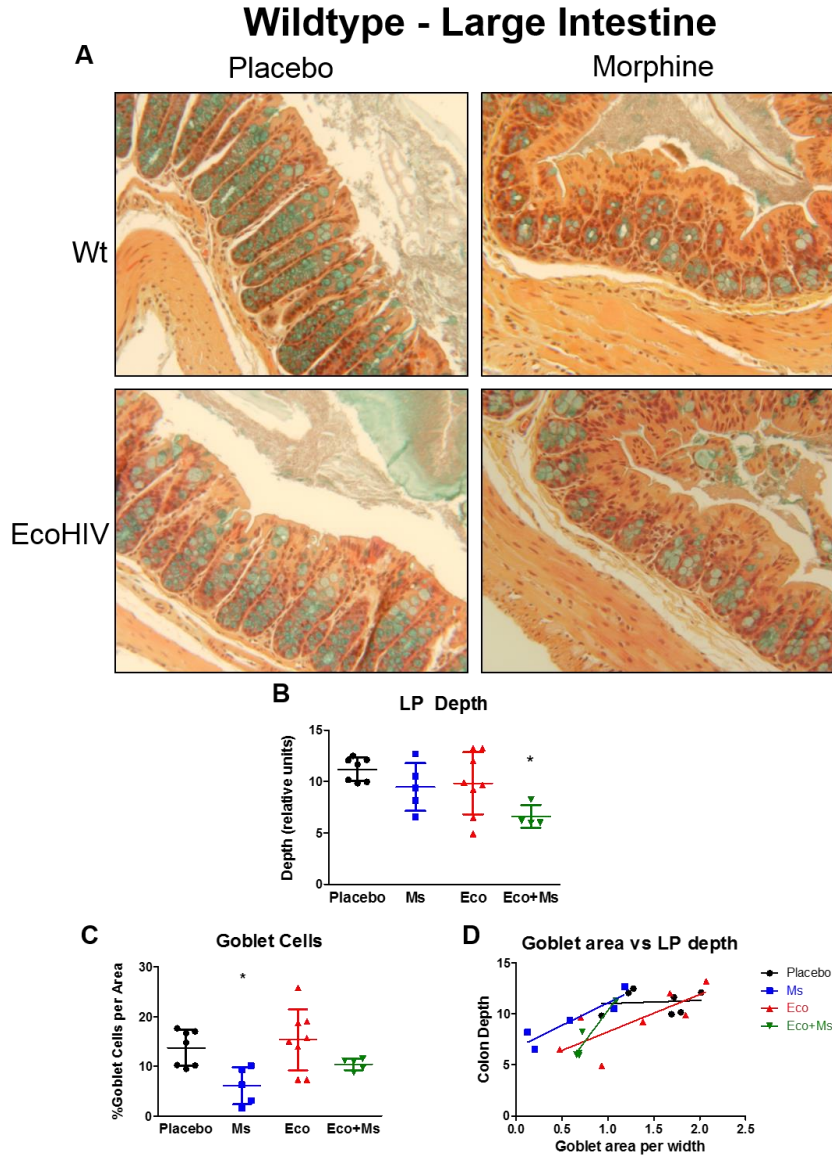 Wildtype - Large Intestine
A
Placebo
Morphine
Wt
EcoHIV
B
LP Depth
Depth (relative units)
15
10
5
0
Placebo Ms Eco Eco+Ms
*
C
Goblet Cells
%Goblet Cells per Area
30
20
10
0
Placebo Ms Eco Eco+Ms
*
D
Goblet area vs LP depth
Colon Depth
15
10
5
0
0.0 0.5 1.0 1.5 2.0 2.5
Goblet area per width
Placebo
Ms
Eco
Eco+Ms